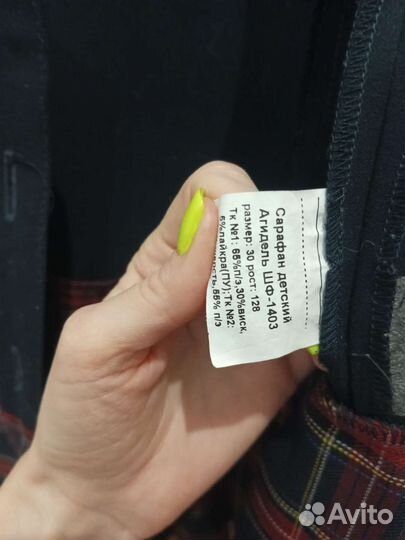 Сарафан детский
Агидель ШФ-1403
размер: 30 рост: 128
Тк №1: 65%п/э,30%виск,
5%лайкра(ПУ);Тк №2:
55% п/э
Avito